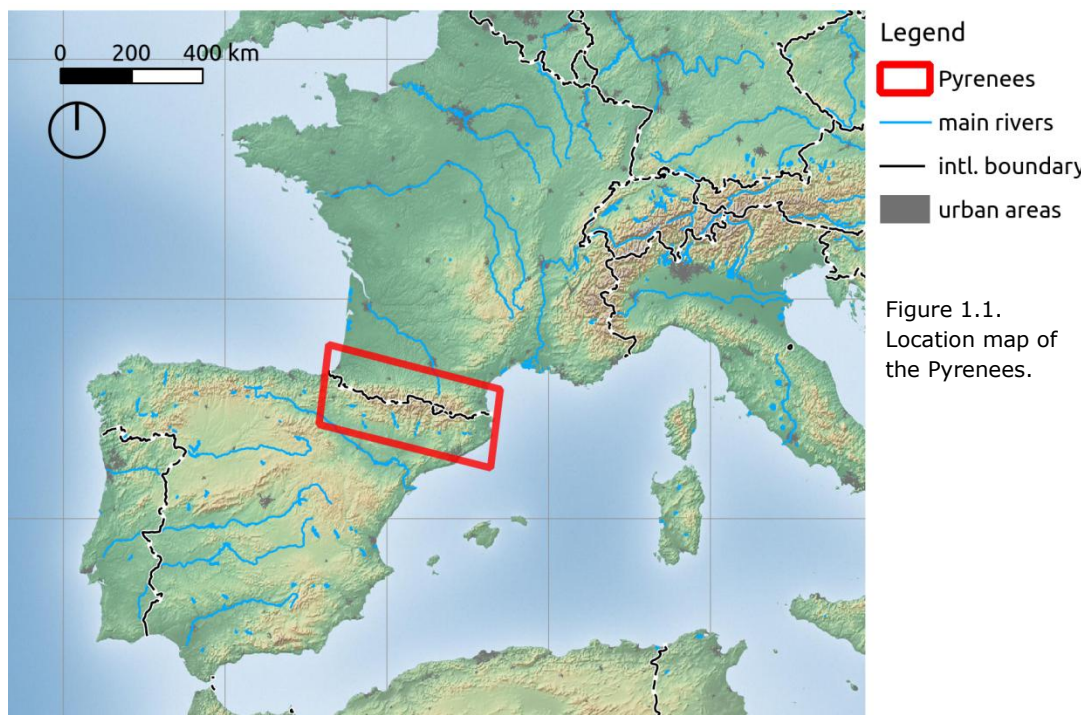 0 200 400 km
Legend
Pyrenees
main rivers
intl. boundary
urban areas
Figure 1.1.
Location map of
the Pyrenees.